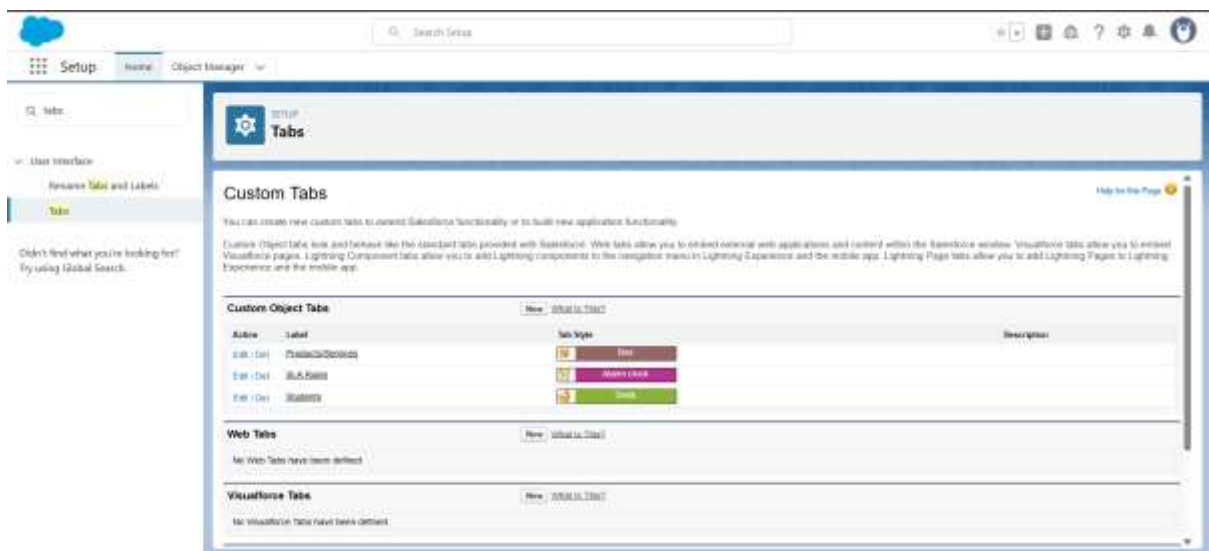 Search Setup
Setup Home Object Manager
tabs
SETUP
Tabs
User Interface
Rename Tabs and Labels
Tabs
Didn't find what you're looking for?
Try using Global Search.
Custom Tabs
Help for this Page
You can create new custom tabs to extend Salesforce functionality or to build new application functionality.
Custom Object tabs look and behave like the standard tabs provided with Salesforce. Web tabs allow you to embed external web applications and content within the Salesforce window. Visualforce tabs allow you to embed
Visualforce pages. Lightning Component tabs allow you to add Lightning components to the navigation menu in Lightning Experience and the mobile app. Lightning Page tabs allow you to add Lightning Pages to Lightning
Experience and the mobile app.
Custom Object Tabs New What Is This?
Action Label Tab Style Description
Edit | Del Products/Services Box
Edit | Del Alarm clock
Edit | Del Students
Web Tabs New What Is This?
No Web Tabs have been defined
Visualforce Tabs New What Is This?
No Visualforce Tabs have been defined